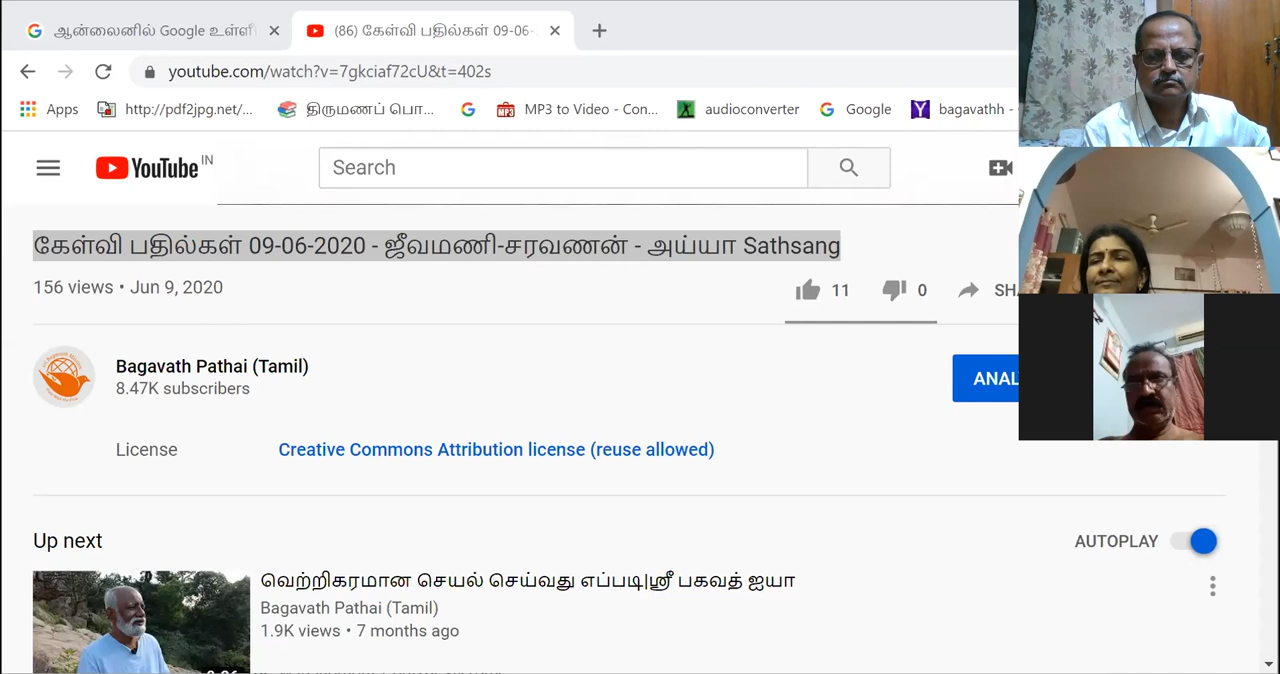 ஆன்லைனில் Google உள்ளீ
(86) கேள்வி பதில்கள் 09-06-
youtube.com/watch?v=7gkciaf72cU&t=402s
Apps http://pdf2jpg.net/... திருமணப் பொ... MP3 to Video - Con... audioconverter Google bagavathh -
YouTube IN
Search
கேள்வி பதில்கள் 09-06-2020 - ஜீவமணி-சரவணன் - அய்யா Sathsang
156 views • Jun 9, 2020
11 0 SH
Bagavath Pathai (Tamil)
8.47K subscribers
ANAL
License Creative Commons Attribution license (reuse allowed)
Up next
AUTOPLAY
வெற்றிகரமான செயல் செய்வது எப்படி|ஸ்ரீ பகவத் ஐயா
Bagavath Pathai (Tamil)
1.9K views • 7 months ago